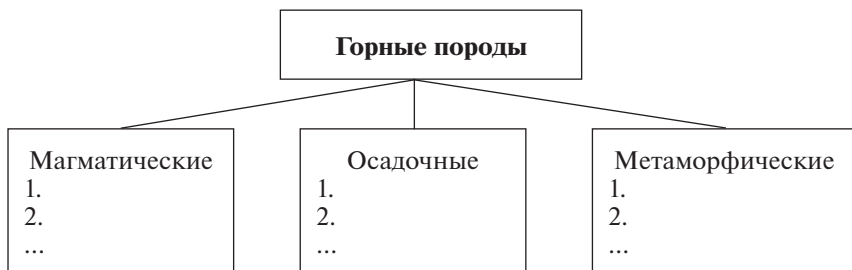 Горные породы
Магматические
1.
2.
...
Осадочные
1.
2.
...
Метаморфические
1.
2.
...